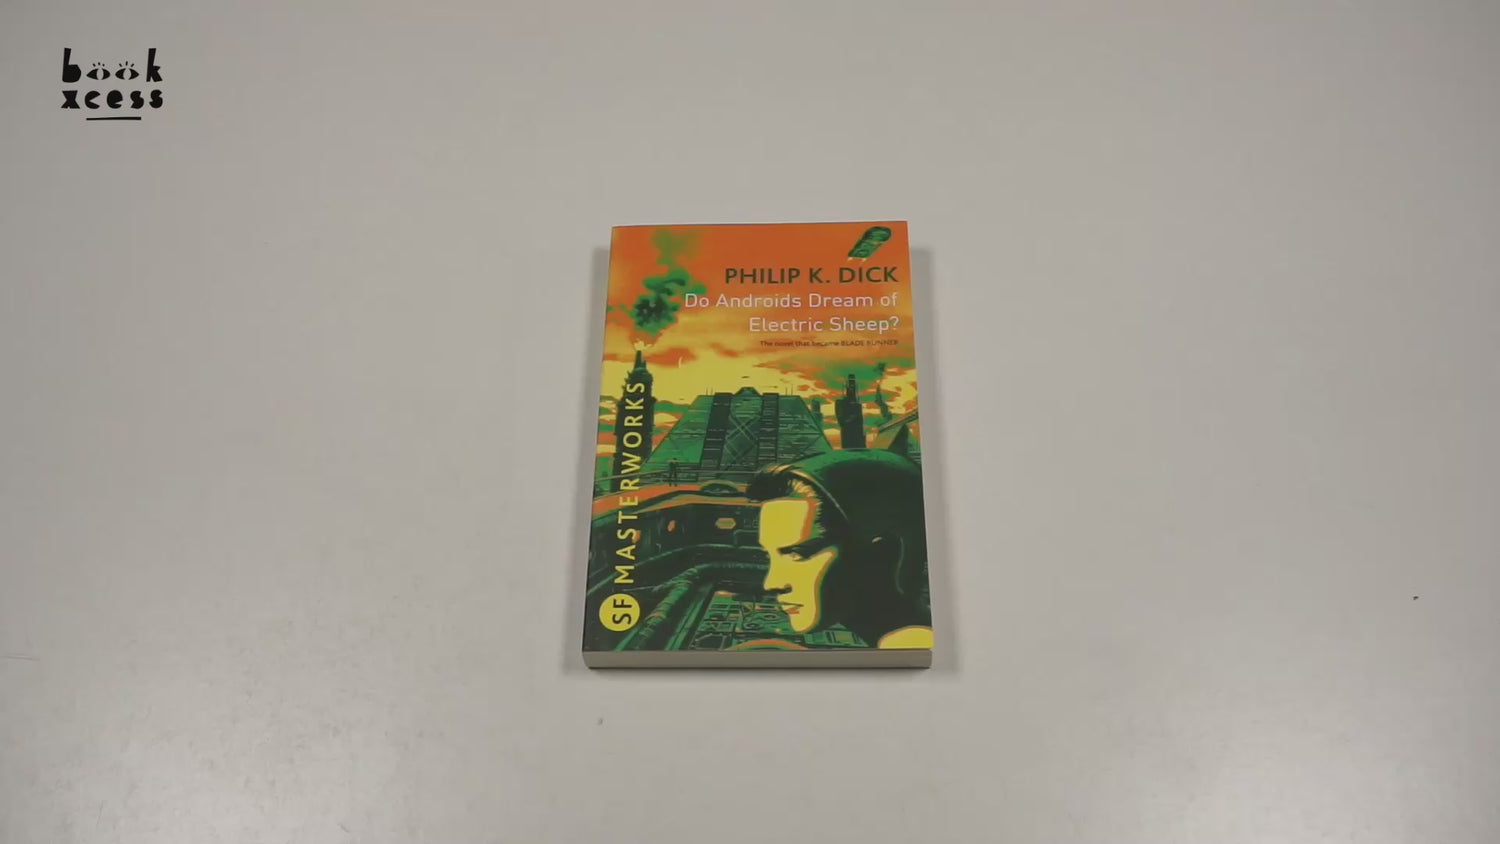 book
xcess
PHILIP K. DICK
Do Androids Dream of
Electric Sheep?
The novel that became BLADE RUNNER
SF MASTERWORKS